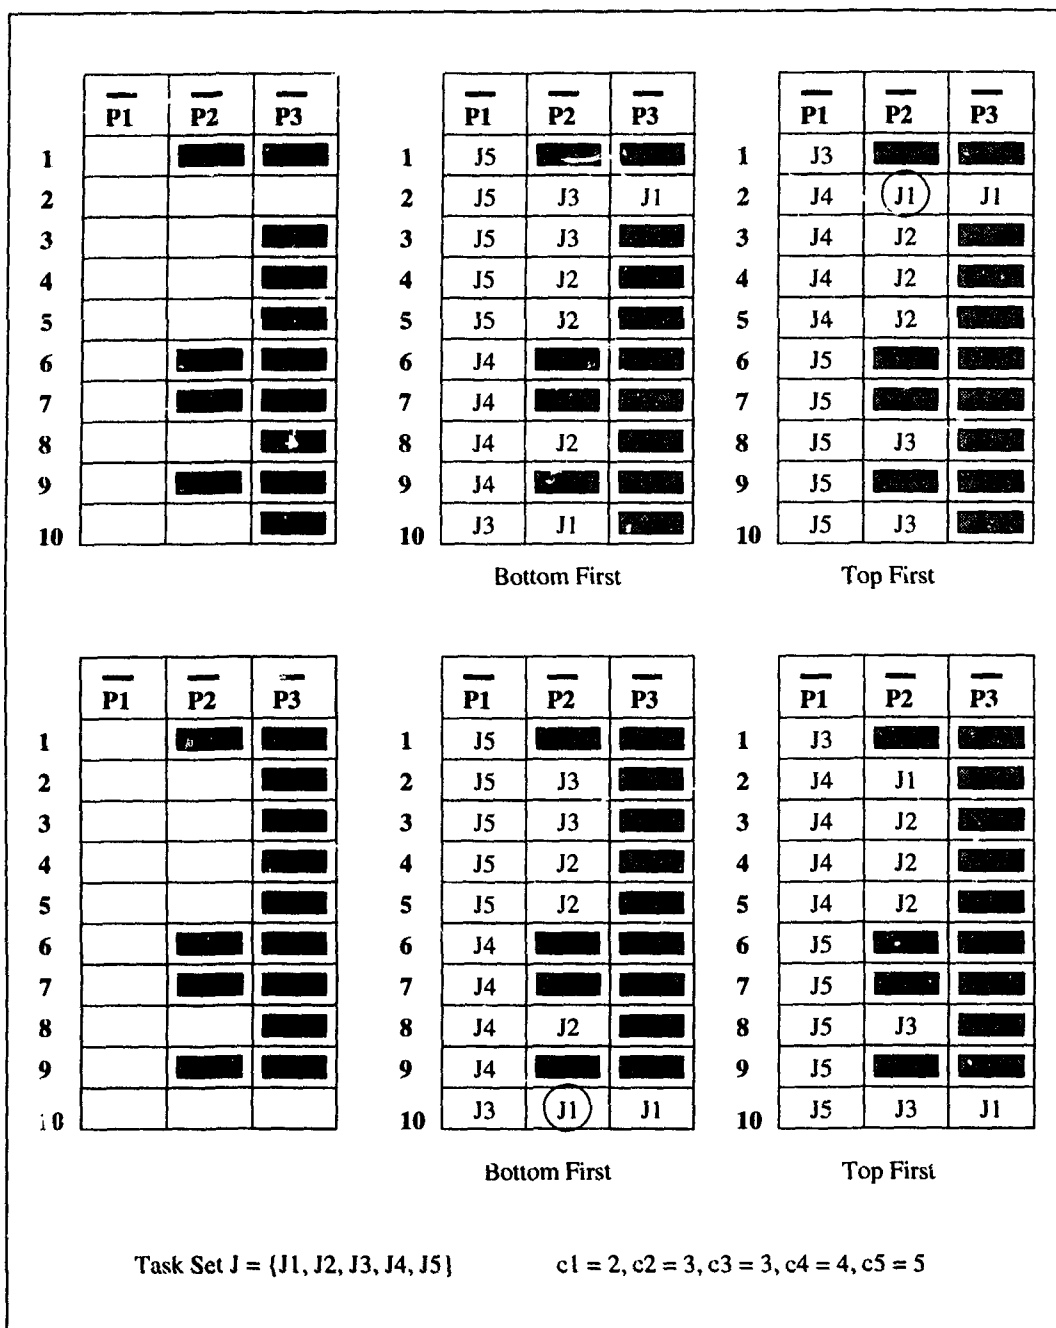 P1 P2 P3 P1 P2 P3 P1 P2 P3
1 1 J5 1 J3
2 2 J5 J3 J1 2 J4 J1 J1
3 3 J5 J3 3 J4 J2
4 4 J5 J2 4 J4 J2
5 5 J5 J2 5 J4 J2
6 6 J4 6 J5
7 7 J4 7 J5
8 8 J4 J2 8 J5 J3
9 9 J4 9 J5
10 10 J3 J1 10 J5 J3
Bottom First Top First
P1 P2 P3 P1 P2 P3 P1 P2 P3
1 1 J5 1 J3
2 2 J5 J3 2 J4 J1
3 3 J5 J3 3 J4 J2
4 4 J5 J2 4 J4 J2
5 5 J5 J2 5 J4 J2
6 6 J4 6 J5
7 7 J4 7 J5
8 8 J4 J2 8 J5 J3
9 9 J4 9 J5
10 10 J3 J1 J1 10 J5 J3 J1
Bottom First Top First
Task Set J = {J1, J2, J3, J4, J5} c1 = 2, c2 = 3, c3 = 3, c4 = 4, c5 = 5